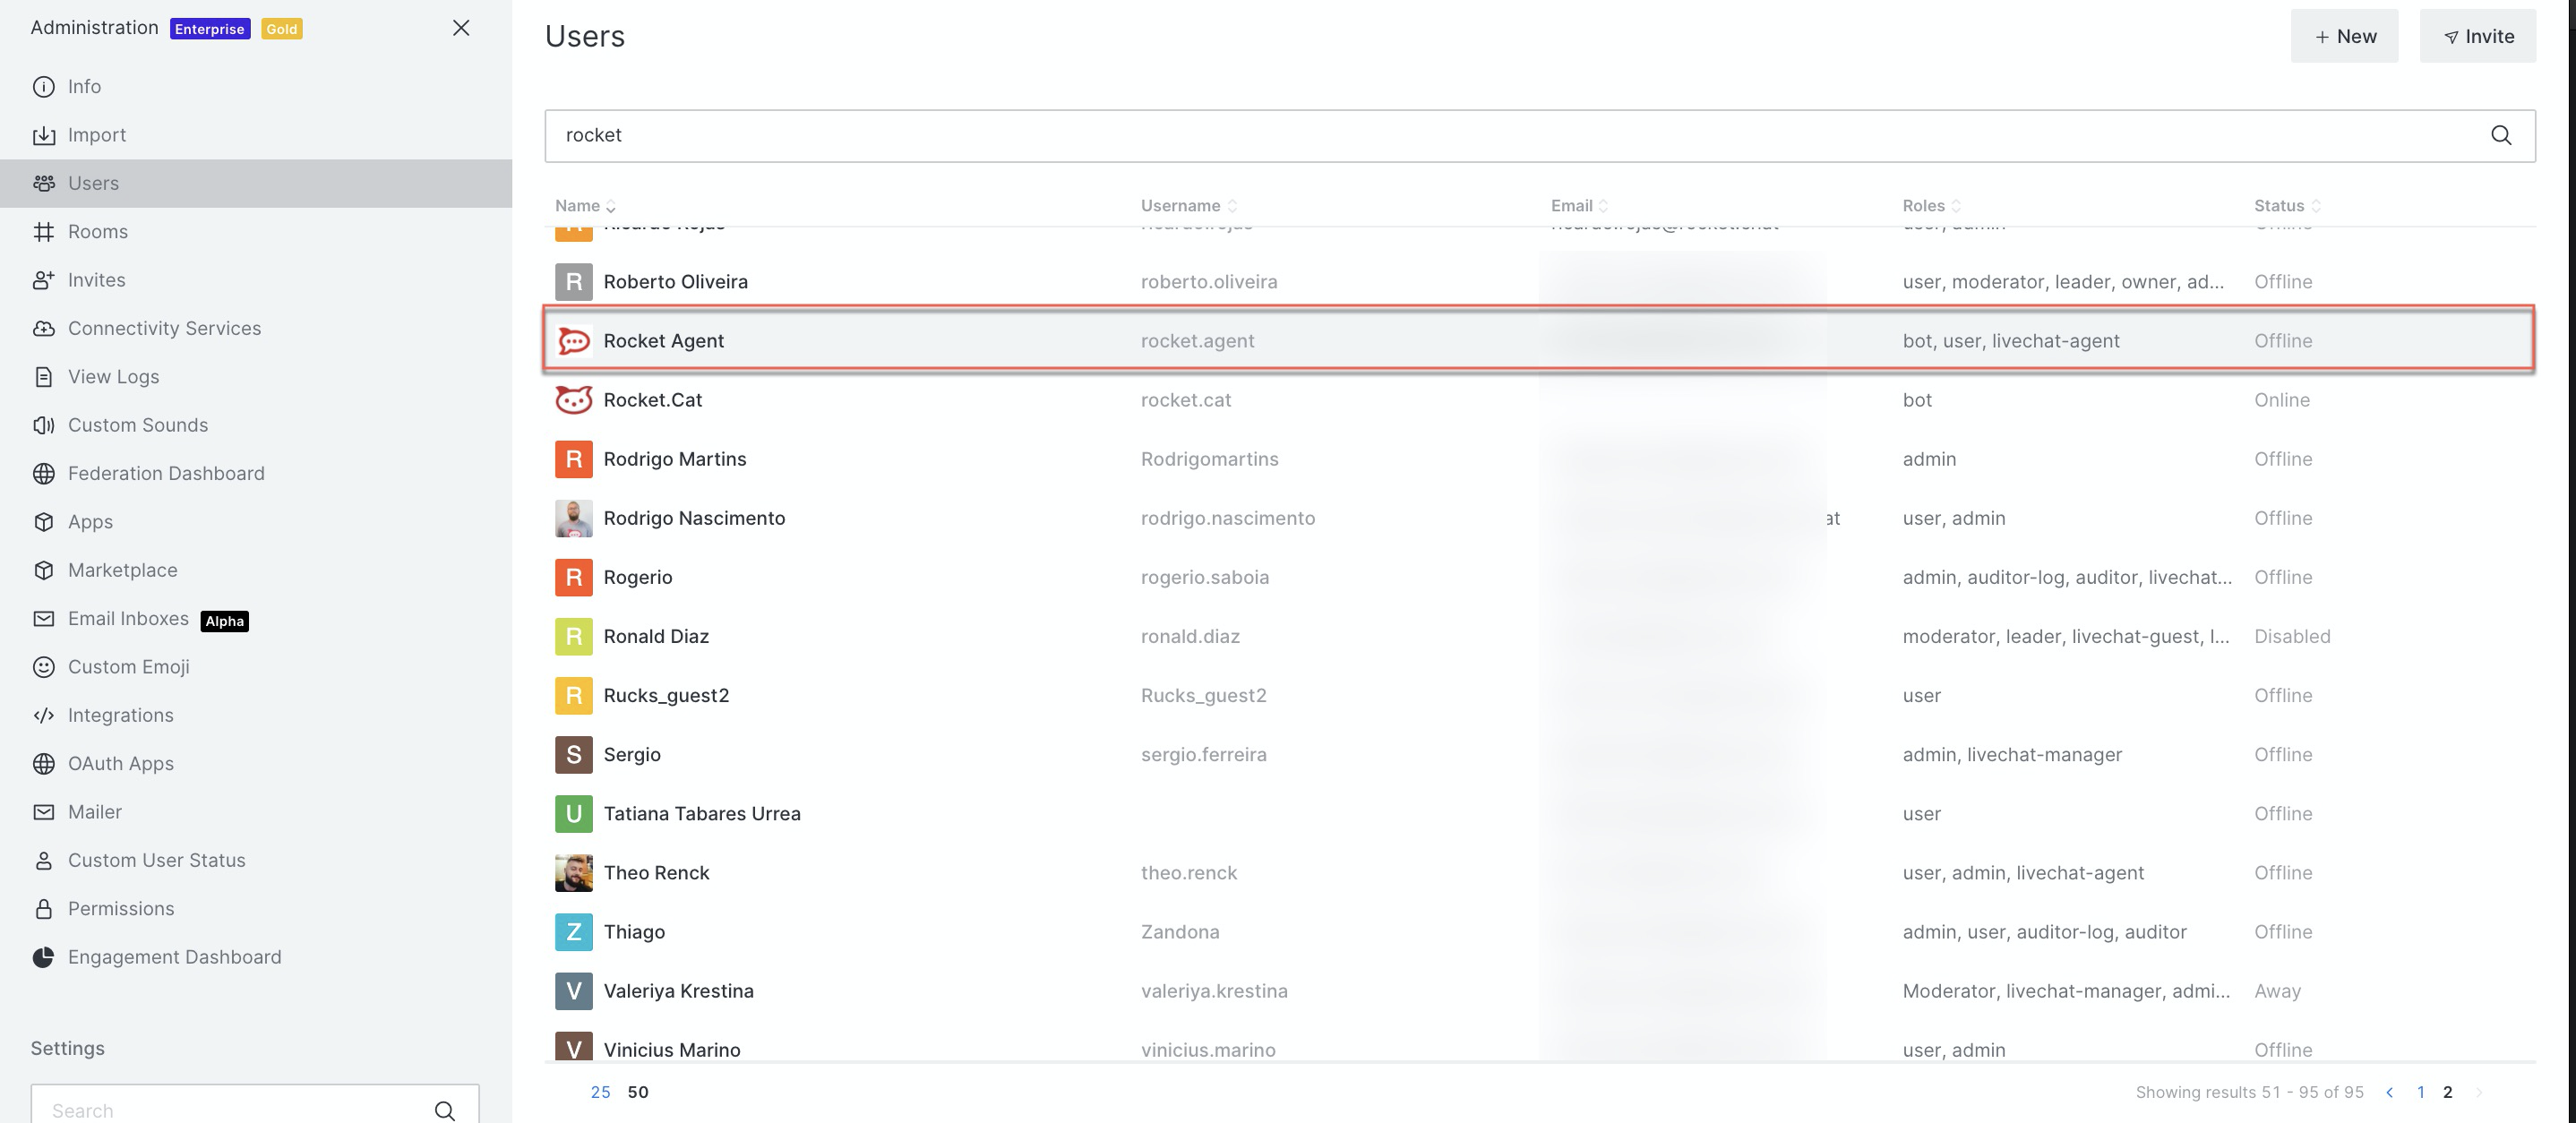 Administration Enterprise Gold
Info
Import
Users
Rooms
Invites
Connectivity Services
View Logs
Custom Sounds
Federation Dashboard
Apps
Marketplace
Email Inboxes Alpha
Custom Emoji
Integrations
OAuth Apps
Mailer
Custom User Status
Permissions
Engagement Dashboard
Settings
Search
Users
New Invite
rocket
Name Username Email Roles Status
R Roberto Oliveira roberto.oliveira user, moderator, leader, owner, ad... Offline
Rocket Agent rocket.agent bot, user, livechat-agent Offline
Rocket.Cat rocket.cat bot Online
R Rodrigo Martins Rodrigomartins admin Offline
Rodrigo Nascimento rodrigo.nascimento at user, admin Offline
R Rogerio rogerio.saboia admin, auditor-log, auditor, livechat... Offline
R Ronald Diaz ronald.diaz moderator, leader, livechat-guest, l... Disabled
R Rucks_guest2 Rucks_guest2 user Offline
S Sergio sergio.ferreira admin, livechat-manager Offline
U Tatiana Tabares Urrea user Offline
Theo Renck theo.renck user, admin, livechat-agent Offline
Z Thiago Zandona admin, user, auditor-log, auditor Offline
V Valeriya Krestina valeriya.krestina Moderator, livechat-manager, admi... Away
V Vinicius Marino vinicius.marino user, admin Offline
25 50 Showing results 51 - 95 of 95 1 2